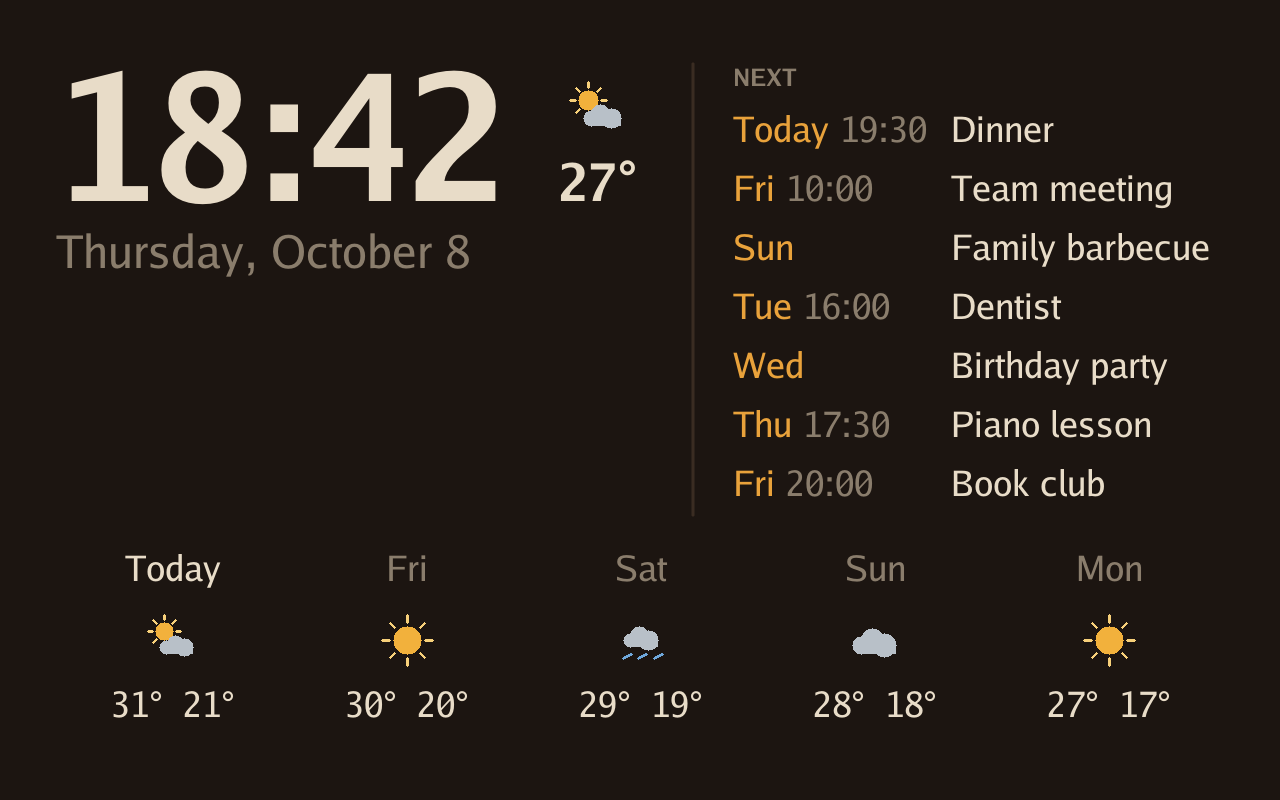 18:42
27°
Thursday, October 8
NEXT
Today 19:30 Dinner
Fri 10:00 Team meeting
Sun Family barbecue
Tue 16:00 Dentist
Wed Birthday party
Thu 17:30 Piano lesson
Fri 20:00 Book club
Today Fri Sat Sun Mon
31° 21° 30° 20° 29° 19° 28° 18° 27° 17°